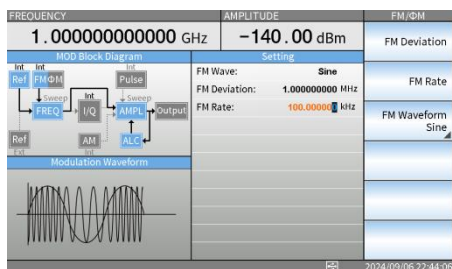 FREQUENCY
AMPLITUDE
FM/ΦM
1.000000000000 GHz
-140.00 dBm
FM Deviation
MOD Block Diagram
Setting
Int
Int
Int
Ref
FM ΦM
Pulse
Sweep
Int
Sweep
FREQ
I/Q
AMPL
Output
Ref
AM
ALC
Ext
Int
FM Wave: Sine
FM Deviation: 1.000000000 MHz
FM Rate: 100.000000 kHz
FM Rate
FM Waveform
Sine
Modulation Waveform
2024/09/06 22:44:06